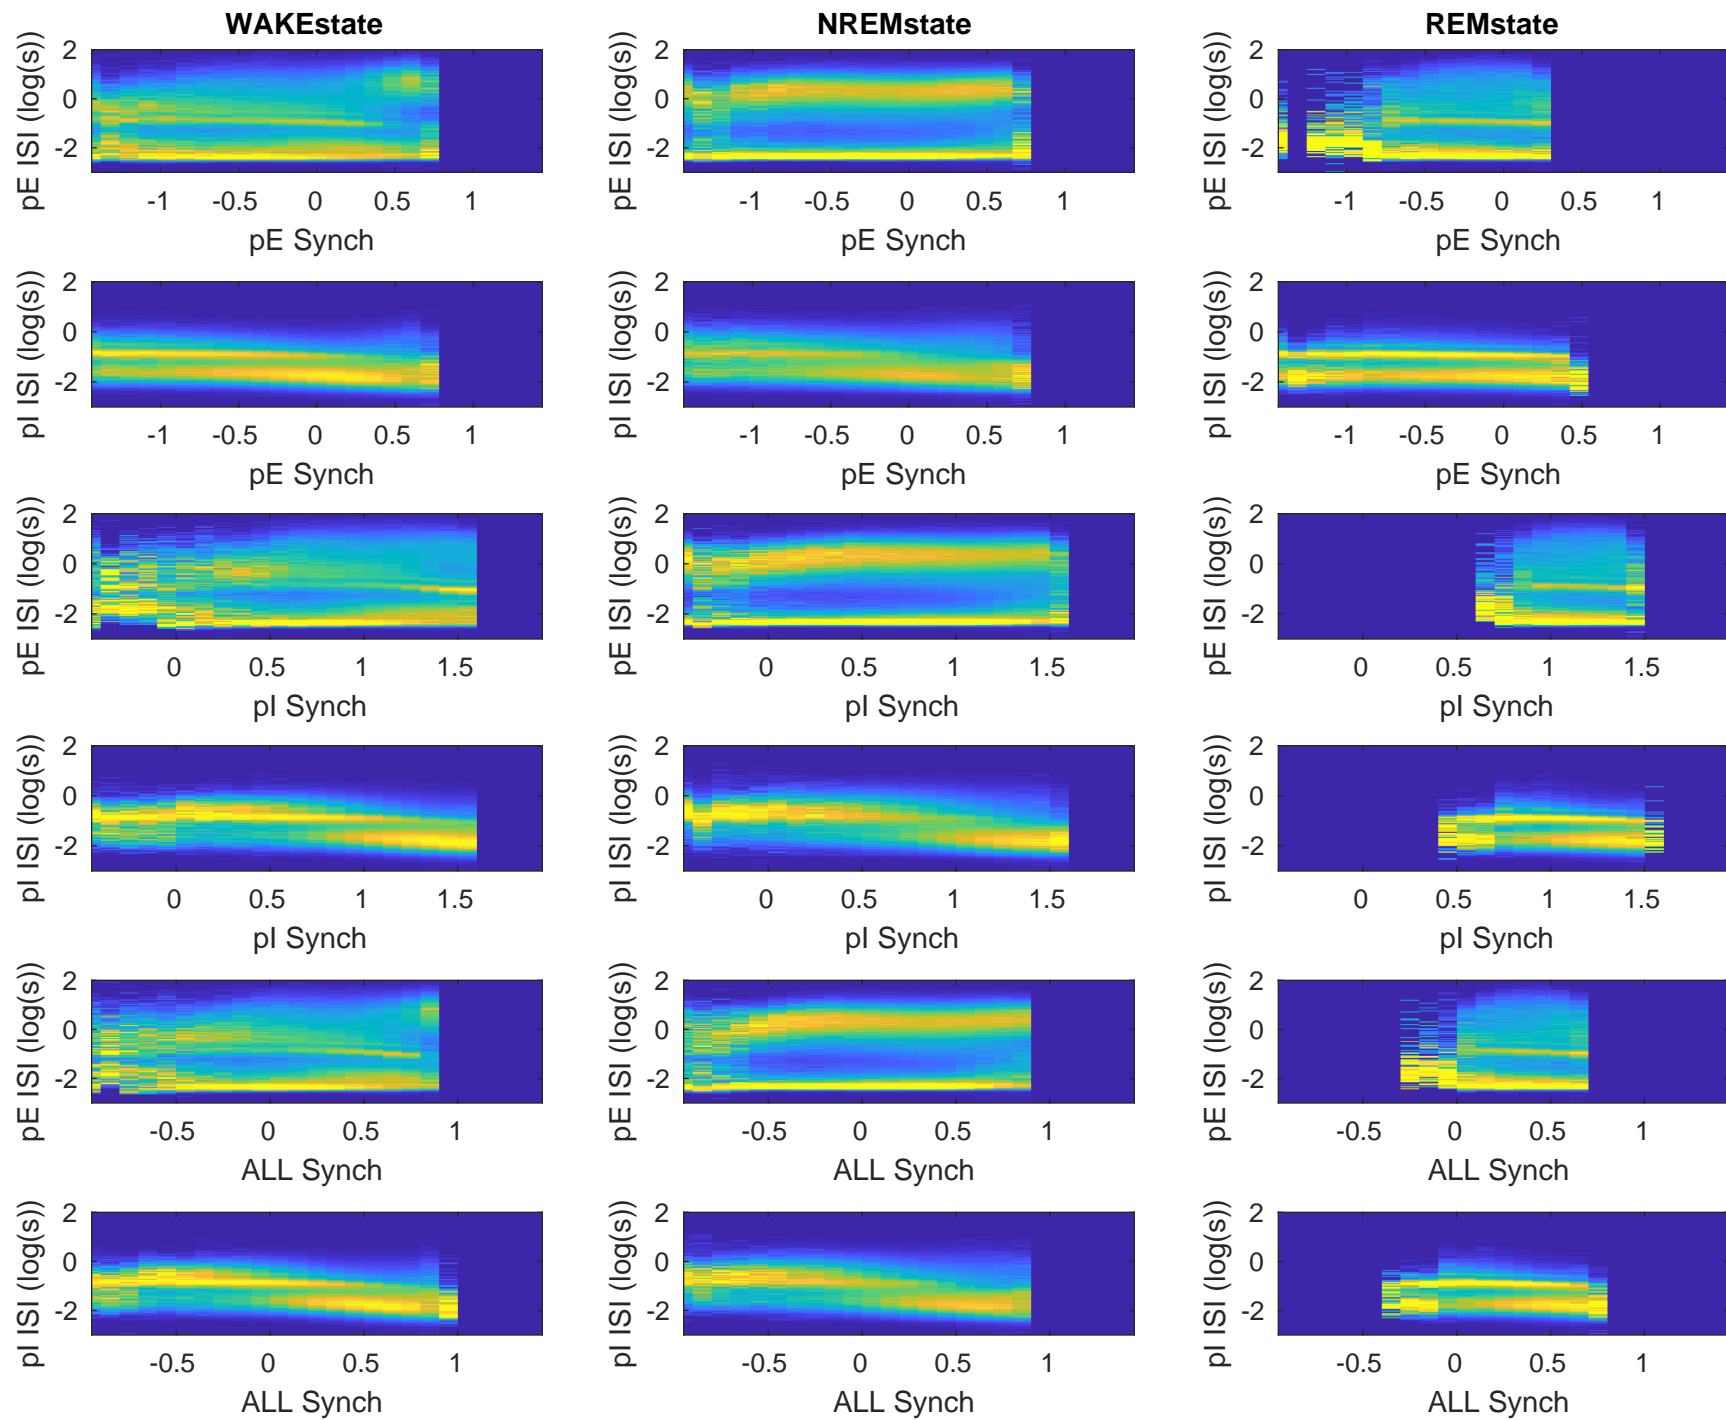 WAKEstate NREMstate REMstate
pE ISI (log(s)) 2 0 -2 pE ISI (log(s)) 2 0 -2 pE ISI (log(s)) 2 0 -2
-1 -0.5 0 0.5 1 -1 -0.5 0 0.5 1 -1 -0.5 0 0.5 1
pE Synch pE Synch pE Synch
pI ISI (log(s)) 2 0 -2 pI ISI (log(s)) 2 0 -2 pI ISI (log(s)) 2 0 -2
-1 -0.5 0 0.5 1 -1 -0.5 0 0.5 1 -1 -0.5 0 0.5 1
pE Synch pE Synch pE Synch
pE ISI (log(s)) 2 0 -2 pE ISI (log(s)) 2 0 -2 pE ISI (log(s)) 2 0 -2
0 0.5 1 1.5 0 0.5 1 1.5 0 0.5 1 1.5
pI Synch pI Synch pI Synch
pI ISI (log(s)) 2 0 -2 pI ISI (log(s)) 2 0 -2 pI ISI (log(s)) 2 0 -2
0 0.5 1 1.5 0 0.5 1 1.5 0 0.5 1 1.5
pI Synch pI Synch pI Synch
pE ISI (log(s)) 2 0 -2 pE ISI (log(s)) 2 0 -2 pE ISI (log(s)) 2 0 -2
-0.5 0 0.5 1 -0.5 0 0.5 1 -0.5 0 0.5 1
ALL Synch ALL Synch ALL Synch
pI ISI (log(s)) 2 0 -2 pI ISI (log(s)) 2 0 -2 pI ISI (log(s)) 2 0 -2
-0.5 0 0.5 1 -0.5 0 0.5 1 -0.5 0 0.5 1
ALL Synch ALL Synch ALL Synch